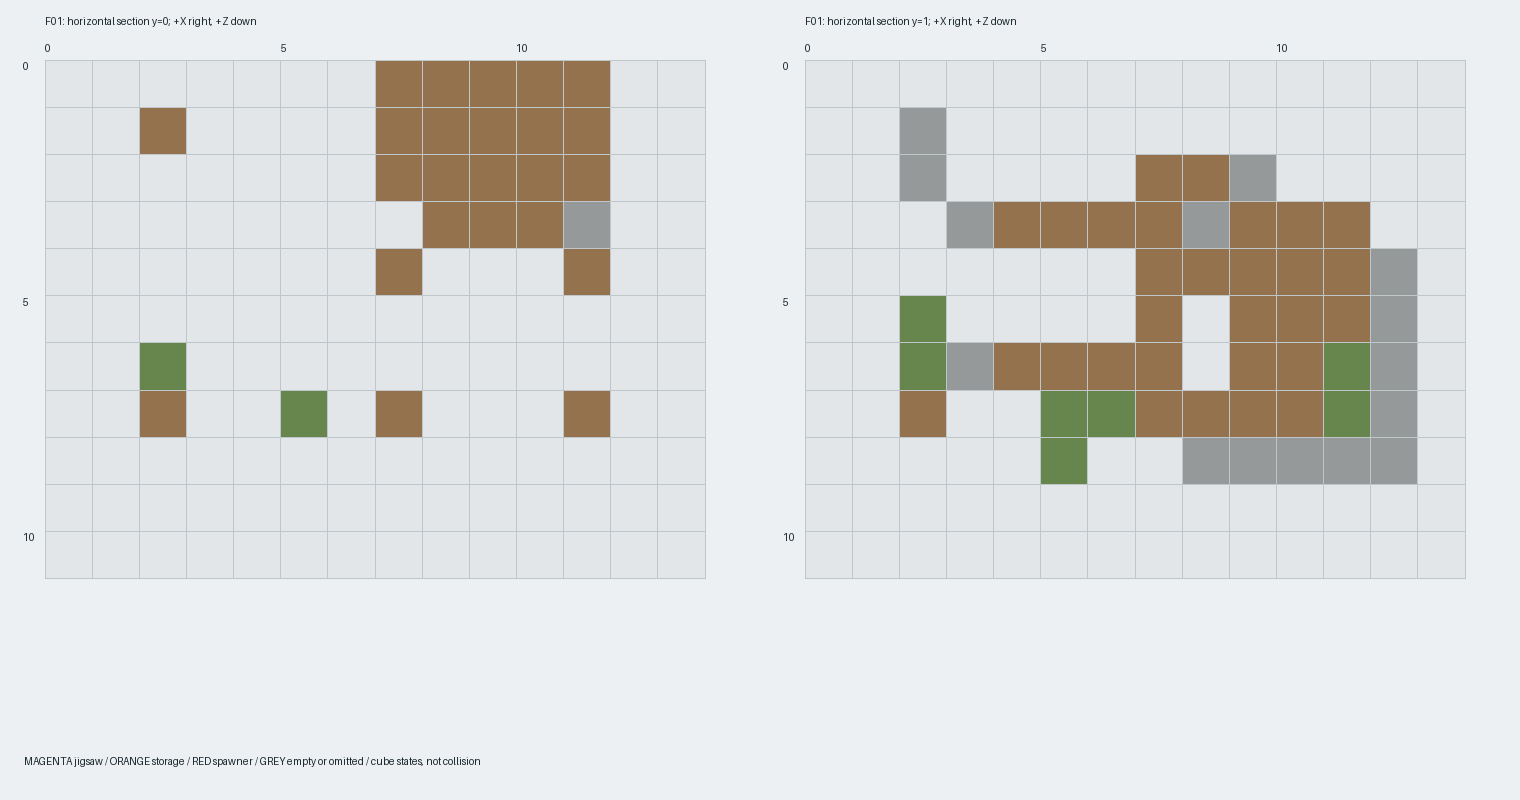 F01: horizontal section y=0; +X right, +Z down
F01: horizontal section y=1; +X right, +Z down
0 5 10
0 5 10
0
0
5
5
10
10
MAGENTA jigsaw / ORANGE storage / RED spawner / GREY empty or omitted / cube states, not collision